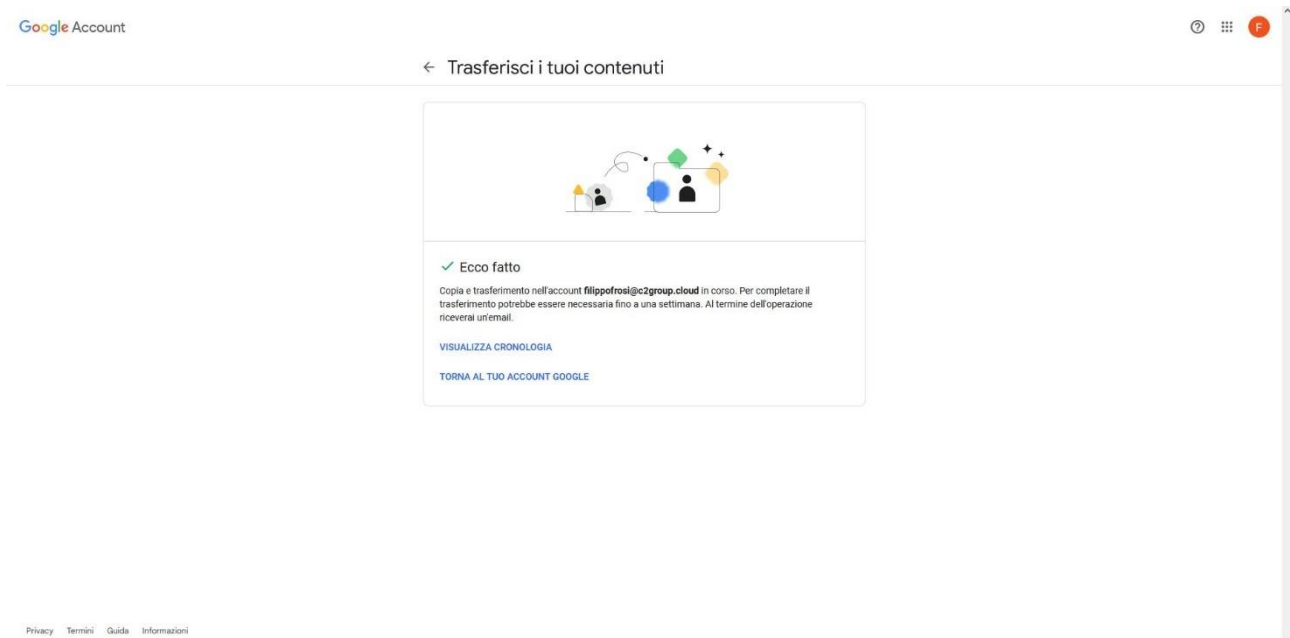 Google Account
F
← Trasferisci i tuoi contenuti
Ecco fatto
Copia e trasferimento nell'account filippofrosi@c2group.cloud in corso. Per completare il
trasferimento potrebbe essere necessaria fino a una settimana. Al termine dell'operazione
riceverai un'email.
VISUALIZZA CRONOLOGIA
TORNA AL TUO ACCOUNT GOOGLE
Privacy Termini Guida Informazioni